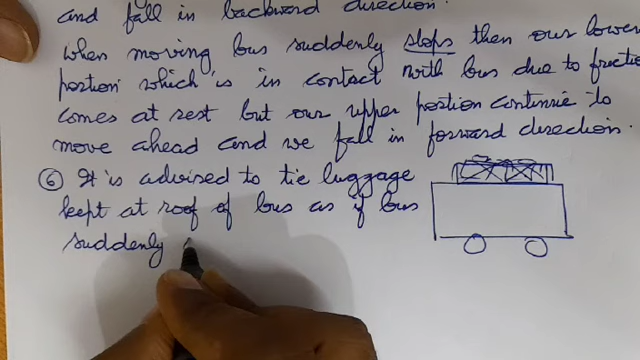 and fall in backward direction.
When moving bus suddenly stops then our lower
portion which is in contact with bus due to friction
comes at rest but our upper portion continue to
move ahead and we fall in forward direction.
6 It is advised to tie luggage
kept at roof of bus as if bus
suddenly